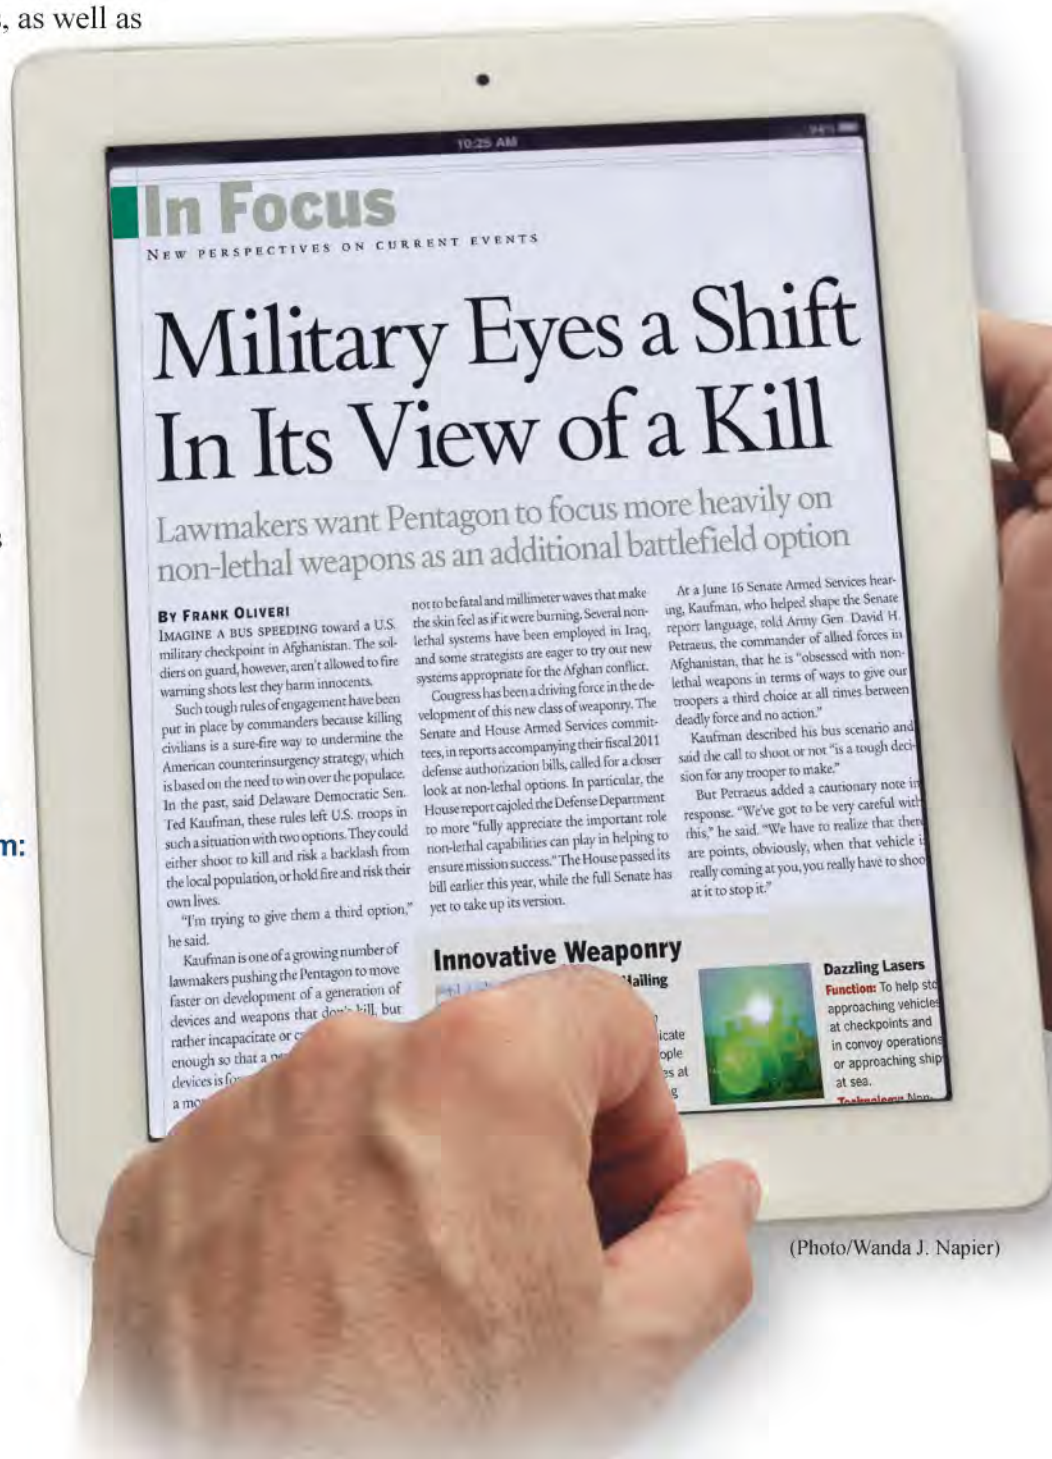 , as well as
10:25 AM
94%
In Focus
NEW PERSPECTIVES ON CURRENT EVENTS
Military Eyes a Shift
In Its View of a Kill
Lawmakers want Pentagon to focus more heavily on
non-lethal weapons as an additional battlefield option
BY FRANK OLIVERI
IMAGINE A BUS SPEEDING toward a U.S.
military checkpoint in Afghanistan. The sol-
diers on guard, however, aren't allowed to fire
warning shots lest they harm innocents.
Such tough rules of engagement have been
put in place by commanders because killing
civilians is a sure-fire way to undermine the
American counterinsurgency strategy, which
is based on the need to win over the populace.
In the past, said Delaware Democratic Sen.
Ted Kaufman, these rules left U.S. troops in
such a situation with two options. They could
either shoot to kill and risk a backlash from
the local population, or hold fire and risk their
own lives.
"I'm trying to give them a third option,"
he said.
Kaufman is one of a growing number of
lawmakers pushing the Pentagon to move
faster on development of a generation of
devices and weapons that don't kill, but
rather incapacitate or
enough so that a
devices is
a
not to be fatal and millimeter waves that make
the skin feel as if it were burning. Several non-
lethal systems have been employed in Iraq,
and some strategists are eager to try out new
systems appropriate for the Afghan conflict.
Congress has been a driving force in the de-
velopment of this new class of weaponry. The
Senate and House Armed Services commit-
tees, in reports accompanying their fiscal 2011
defense authorization bills, called for a closer
look at non-lethal options. In particular, the
House report cajoled the Defense Department
to more "fully appreciate the important role
non-lethal capabilities can play in helping to
ensure mission success." The House passed its
bill earlier this year, while the full Senate has
yet to take up its version.
At a June 16 Senate Armed Services hear-
ing, Kaufman, who helped shape the Senate
report language, told Army Gen. David H.
Petraeus, the commander of allied forces in
Afghanistan, that he is "obsessed with non-
lethal weapons in terms of ways to give our
troopers a third choice at all times between
deadly force and no action."
Kaufman described his bus scenario and
said the call to shoot or not "is a tough deci-
sion for any trooper to make."
But Petraeus added a cautionary note in
response. "We've got to be very careful with
this," he said. "We have to realize that there
are points, obviously, when that vehicle is
really coming at you, you really have to shoo
at it to stop it."
Innovative Weaponry
Hailing
icate
ople
es at
g
Dazzling Lasers
Function: To help sto
approaching vehicles
at checkpoints and
in convoy operations
or approaching ship
at sea.
Technology: Non-
s
m:
(Photo/Wanda J. Napier)